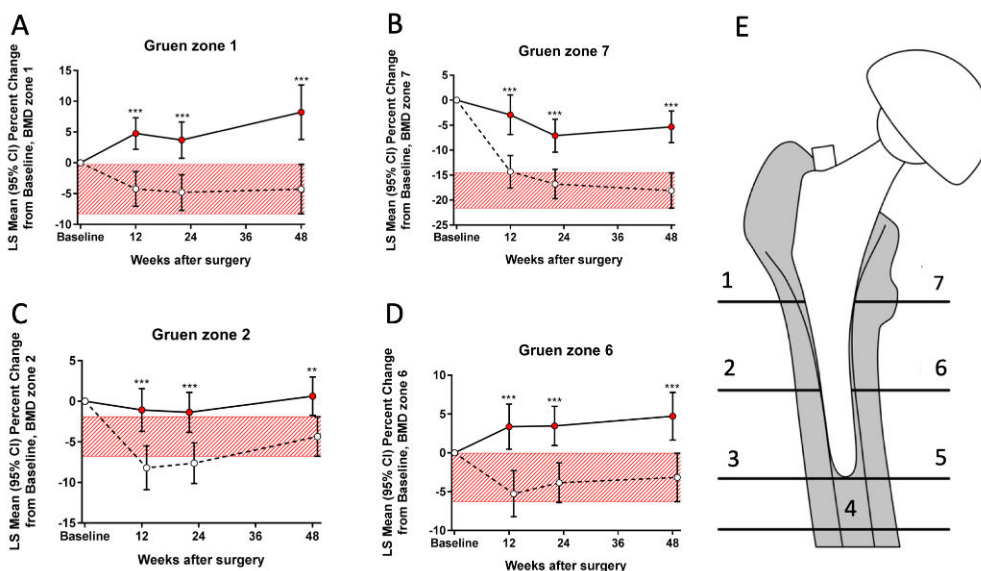 A
Gruen zone 1
LS Mean (95% CI) Percent Change
from Baseline, BMD zone 1
15
10
5
0
-5
-10
***
***
***
Baseline 12 24 36 48
Weeks after surgery
B
Gruen zone 7
LS Mean (95% CI) Percent Change
from Baseline, BMD zone 7
5
0
-5
-10
-15
-20
-25
***
***
***
Baseline 12 24 36 48
Weeks after surgery
C
Gruen zone 2
LS Mean (95% CI) Percent Change
from Baseline, BMD zone 2
5
0
-5
-10
-15
***
***
**
Baseline 12 24 36 48
Weeks after surgery
D
Gruen zone 6
LS Mean (95% CI) Percent Change
from Baseline, BMD zone 6
10
5
0
-5
-10
***
***
***
Baseline 12 24 36 48
Weeks after surgery
E
1 7
2 6
3 5
4